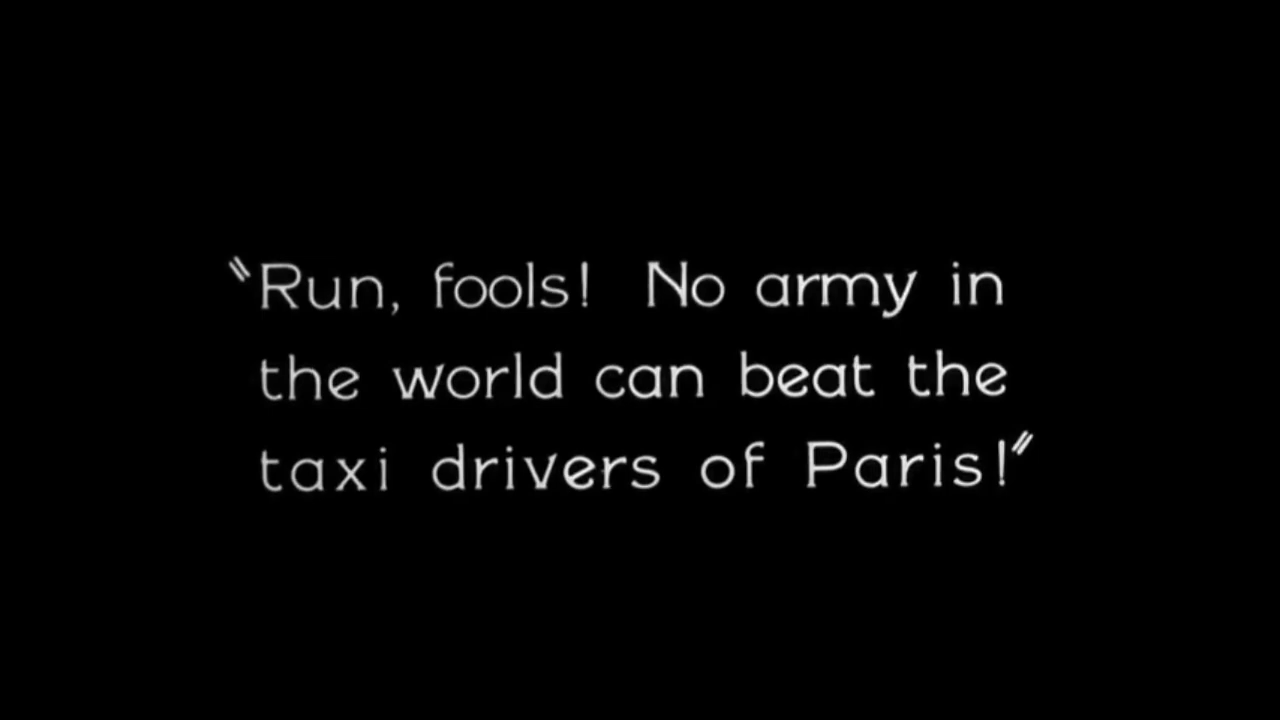 "Run, fools! No army in
the world can beat the
taxi drivers of Paris!"